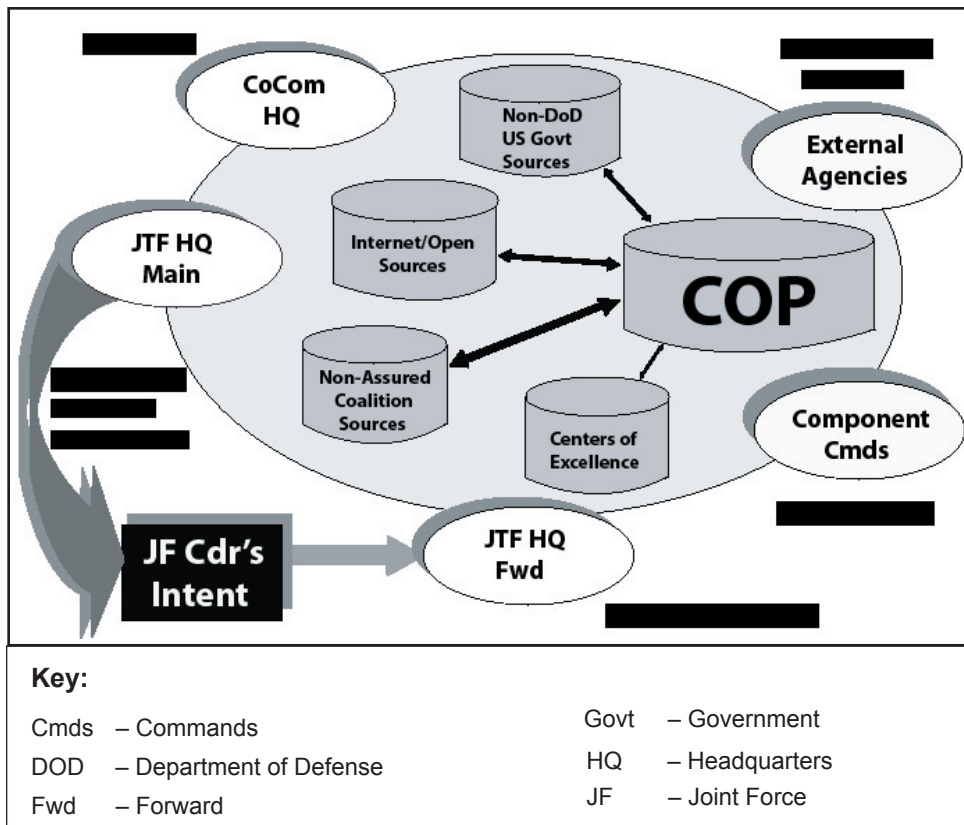 CoCom
HQ
Non-DoD
US Govt
Sources
External
Agencies
JTF HQ
Main
Internet/Open
Sources
COP
Non-Assured
Coalition
Sources
Centers of
Excellence
Component
Cmds
JF Cdr's
Intent
JTF HQ
Fwd
Key:
Cmds – Commands
DOD – Department of Defense
Fwd – Forward
Govt – Government
HQ – Headquarters
JF – Joint Force